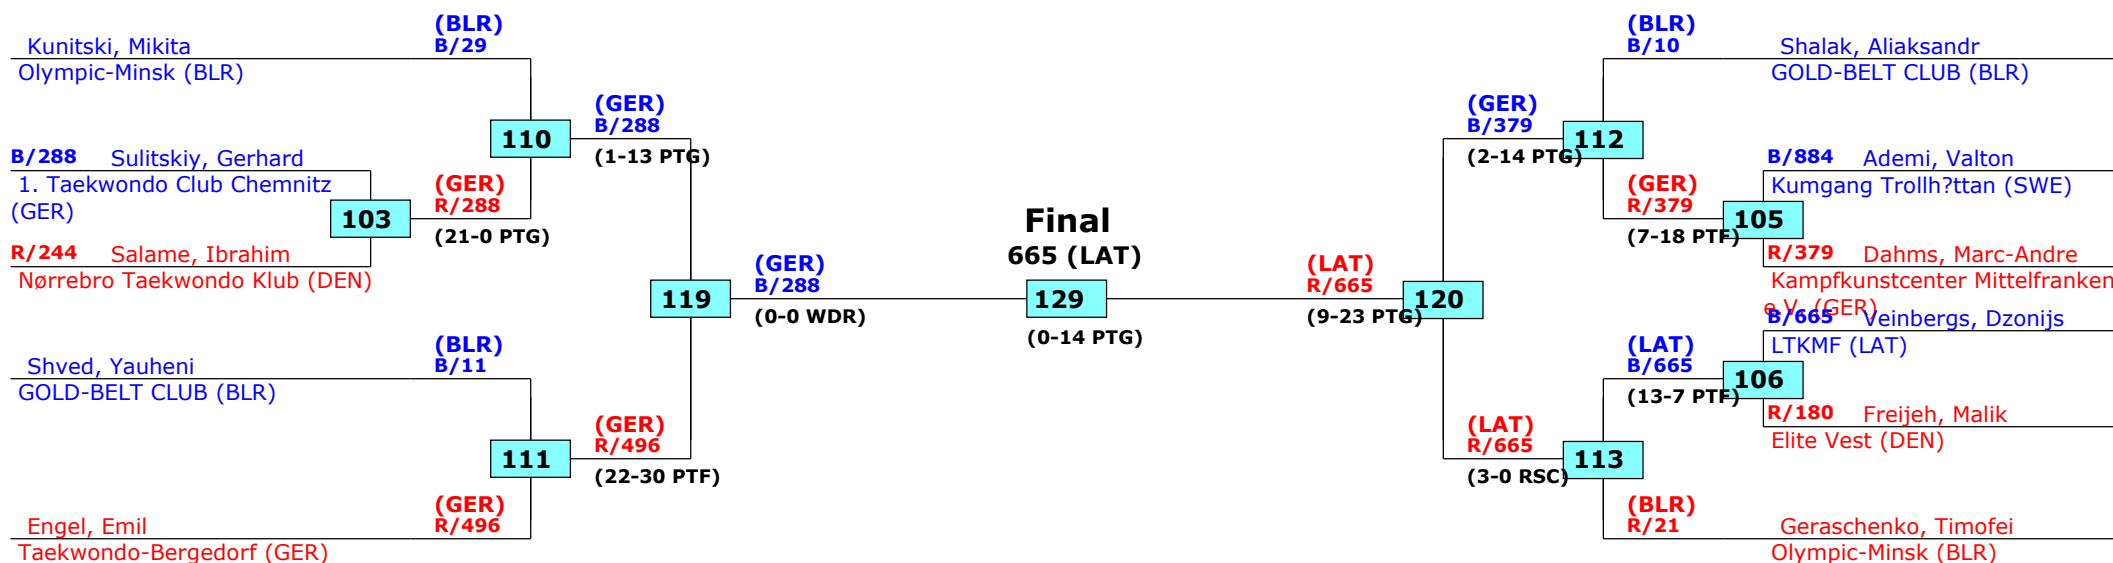 (BLR)
B/29
Kunitski, Mikita
Olympic-Minsk (BLR)
110
(GER)
B/288
(1-13 PTG)
B/288 Sulitskiy, Gerhard
1. Taekwondo Club Chemnitz
(GER)
103
(GER)
R/288
(21-0 PTG)
R/244 Salame, Ibrahim
Nørrebro Taekwondo Klub (DEN)
119
(GER)
B/288
(0-0 WDR)
(BLR)
B/11
Shved, Yauheni
GOLD-BELT CLUB (BLR)
111
(GER)
R/496
(22-30 PTF)
(GER)
R/496
Engel, Emil
Taekwondo-Bergedorf (GER)
Final
665 (LAT)
129
(0-14 PTG)
(BLR)
B/10
Shalak, Aliaksandr
GOLD-BELT CLUB (BLR)
(GER)
B/379
112
(2-14 PTG)
B/884 Ademi, Valton
Kumgang Trollh?ttan (SWE)
(GER)
R/379
105
(7-18 PTF)
R/379 Dahms, Marc-Andre
Kampfkunstcenter Mittelfranken
e.V. (GER)
(LAT)
R/665
120
(9-23 PTG)
B/665 Veinbergs, Dzonijs
LTKMF (LAT)
(LAT)
B/665
106
(13-7 PTF)
R/180 Freijeh, Malik
Elite Vest (DEN)
(LAT)
R/665
113
(3-0 RSC)
(BLR)
R/21
Geraschenko, Timofei
Olympic-Minsk (BLR)